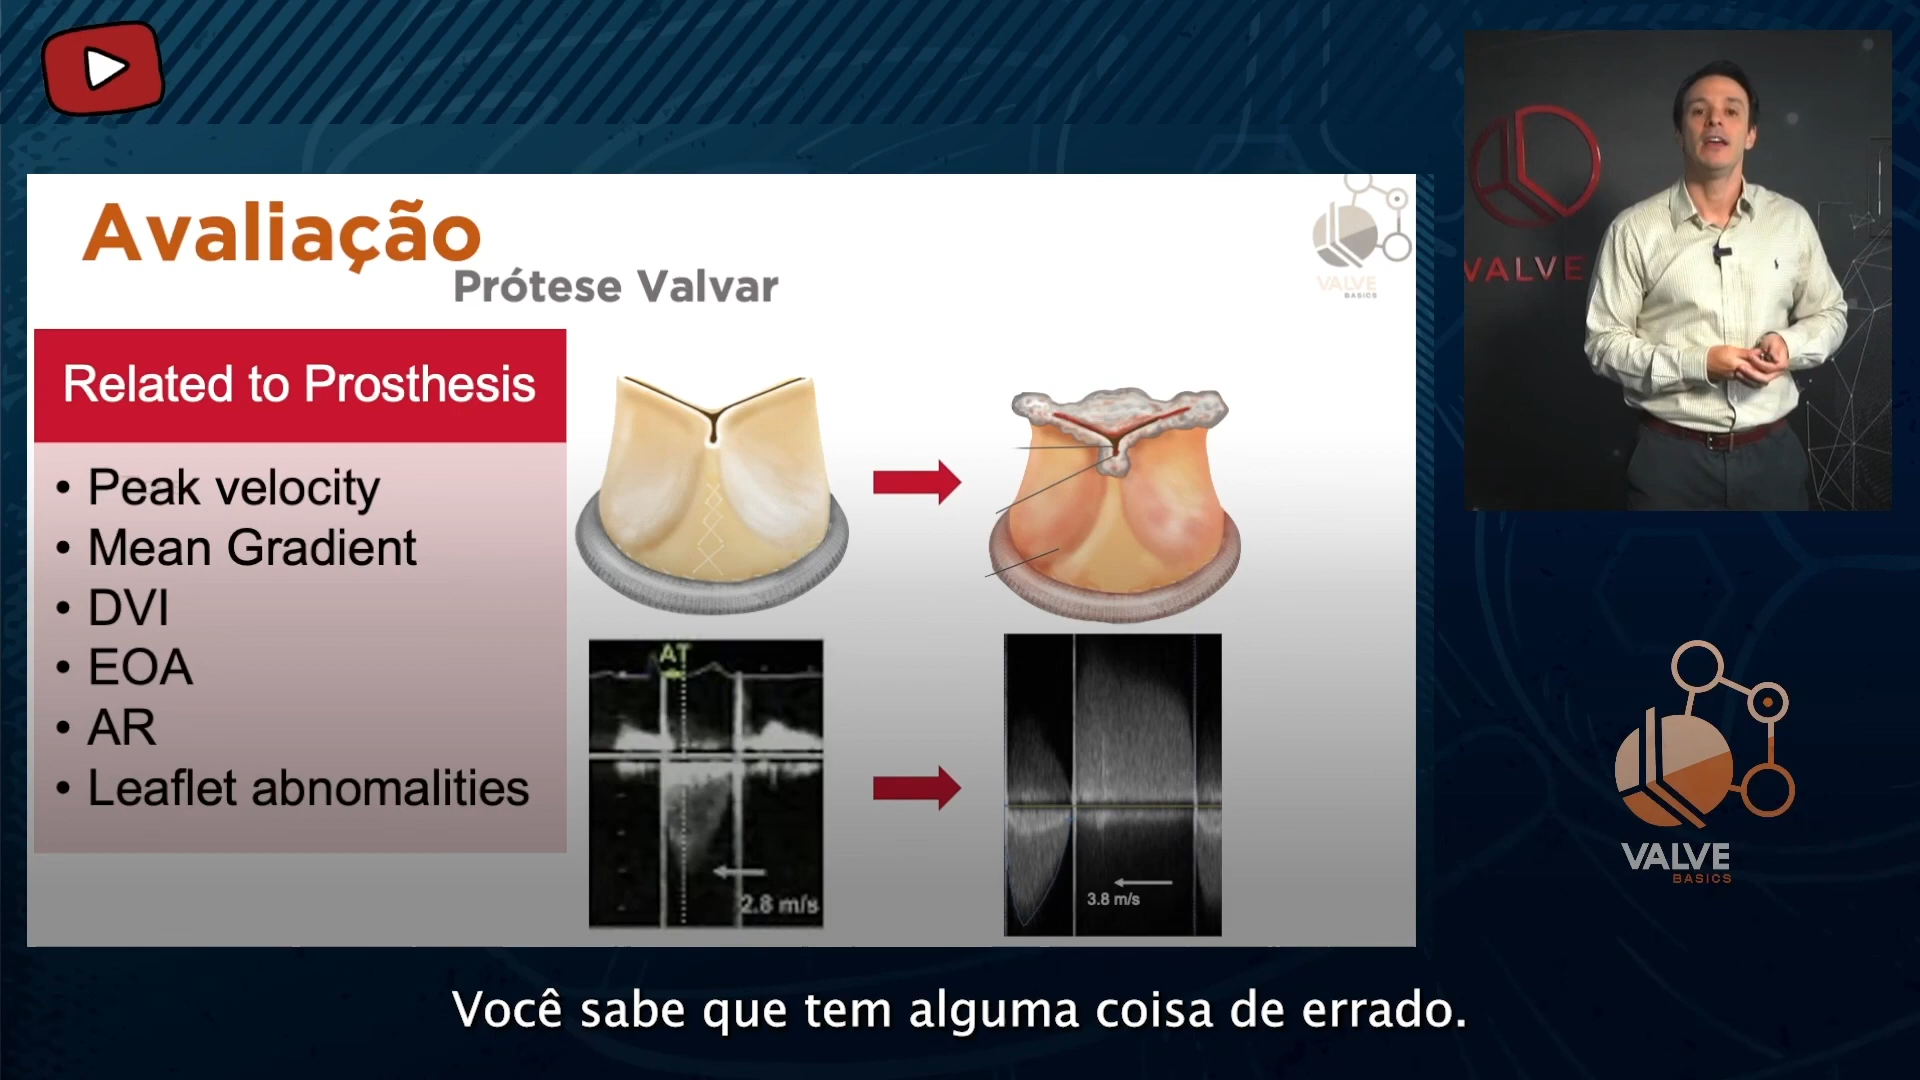 Avaliação
Prótese Valvar
VALVE
BASICS
Related to Prosthesis
• Peak velocity
• Mean Gradient
• DVI
• EOA
• AR
• Leaflet abnomalities
AT
2.8 m/s
3.8 m/s
VALVE
VALVE
BASICS
Você sabe que tem alguma coisa de errado.